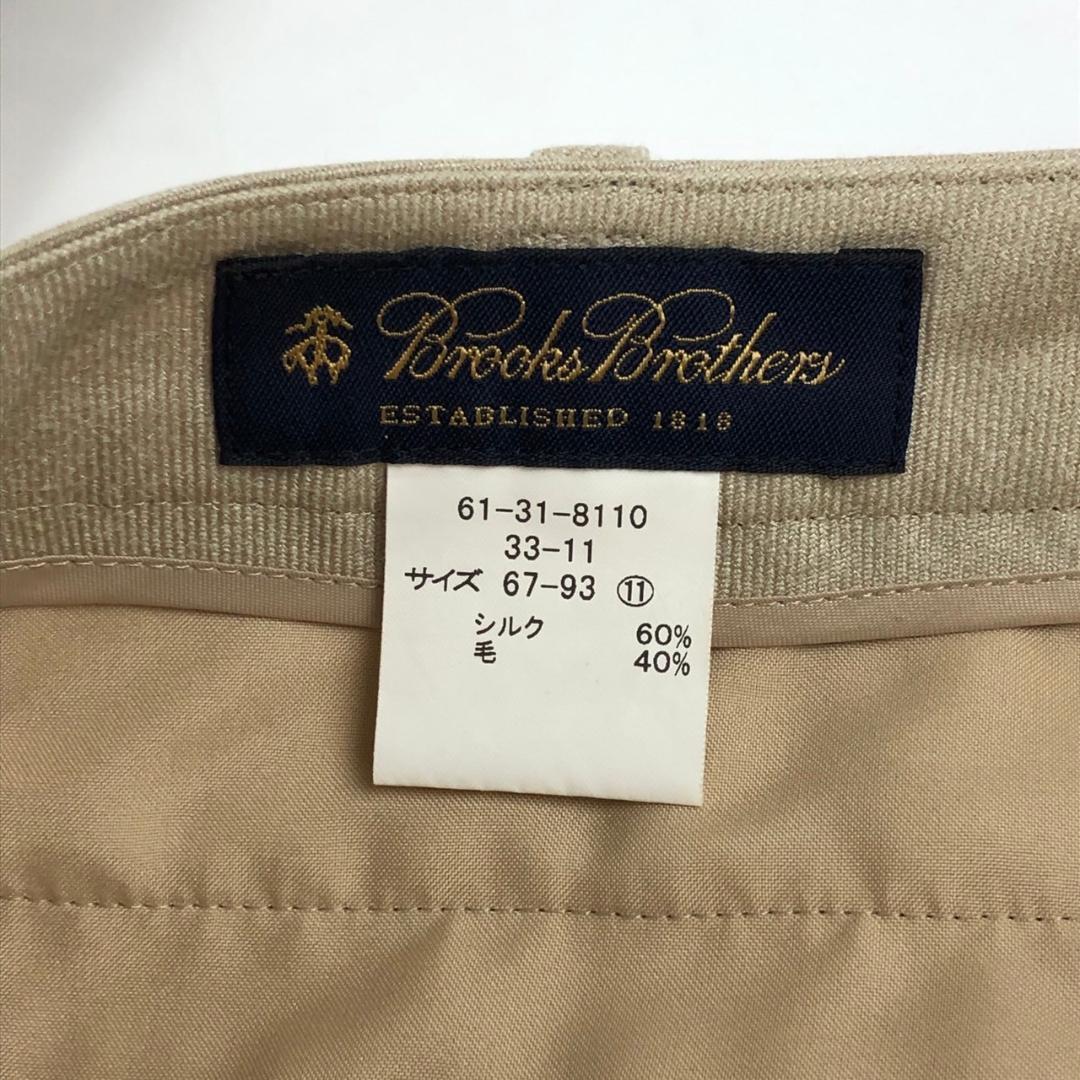 Brooks Brothers
ESTABLISHED 1818
61-31-8110
33-11
サイズ 67-93 ⑪
シルク 60%
毛 40%